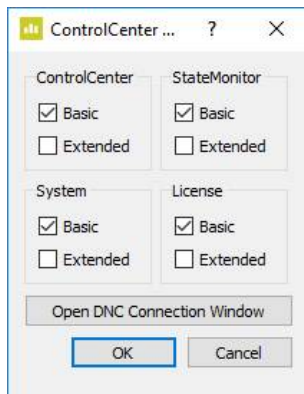 ControlCenter ... ?
ControlCenter
Basic
Extended
StateMonitor
Basic
Extended
System
Basic
Extended
License
Basic
Extended
Open DNC Connection Window
OK
Cancel